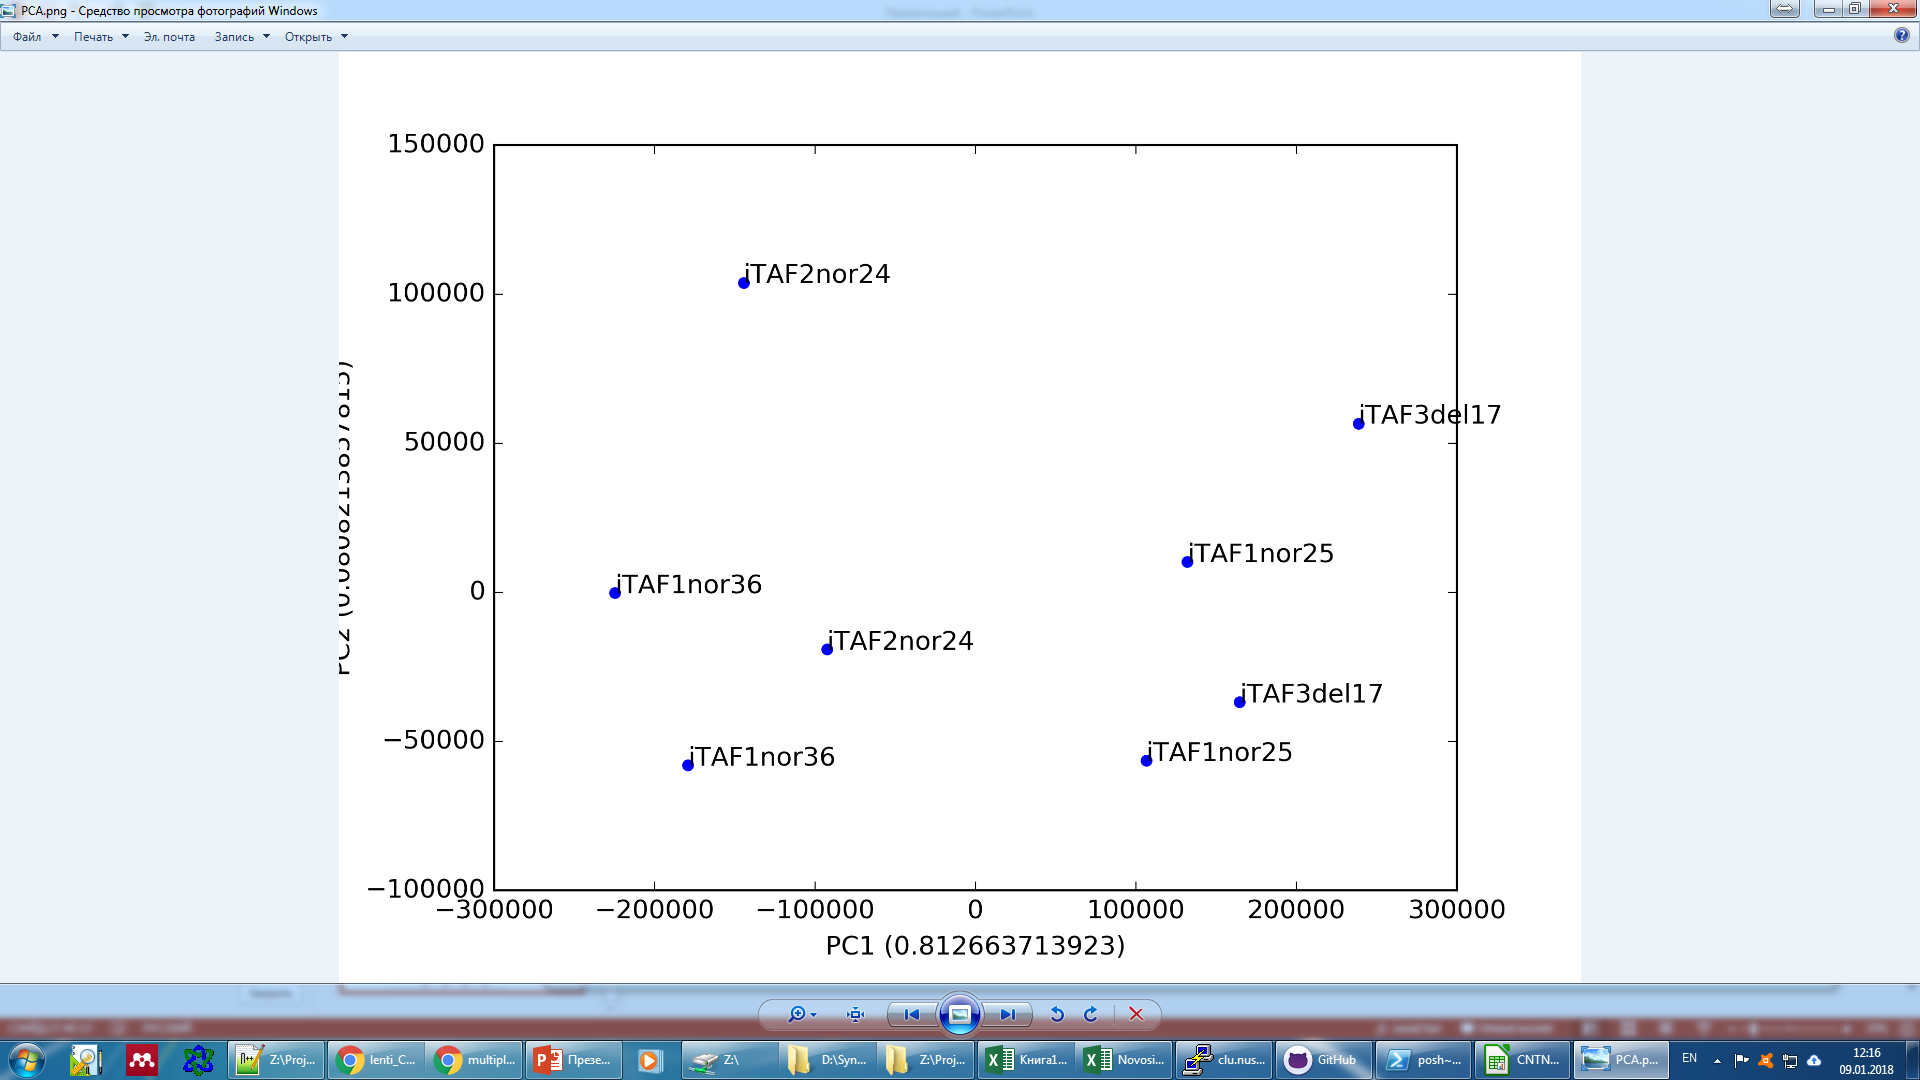 PCA.png - Средство просмотра фотографий Windows
Файл Печать Эл. почта Запись Открыть
150000
iTAF2nor24
100000
iTAF3del17
50000
iTAF1nor25
iTAF1nor36
0
iTAF2nor24
iTAF3del17
−50000
iTAF1nor36
iTAF1nor25
−100000
−300000 −200000 −100000 0 100000 200000 300000
PC1 (0.812663713923)
Z:\Proj... lenti_C... multipl... Презе... Z:\ D:\Syn... Z:\Proj... Книга1... Novosi... clu.nus... GitHub posh~... CNTN... PCA.p... EN
12:16
09.01.2018